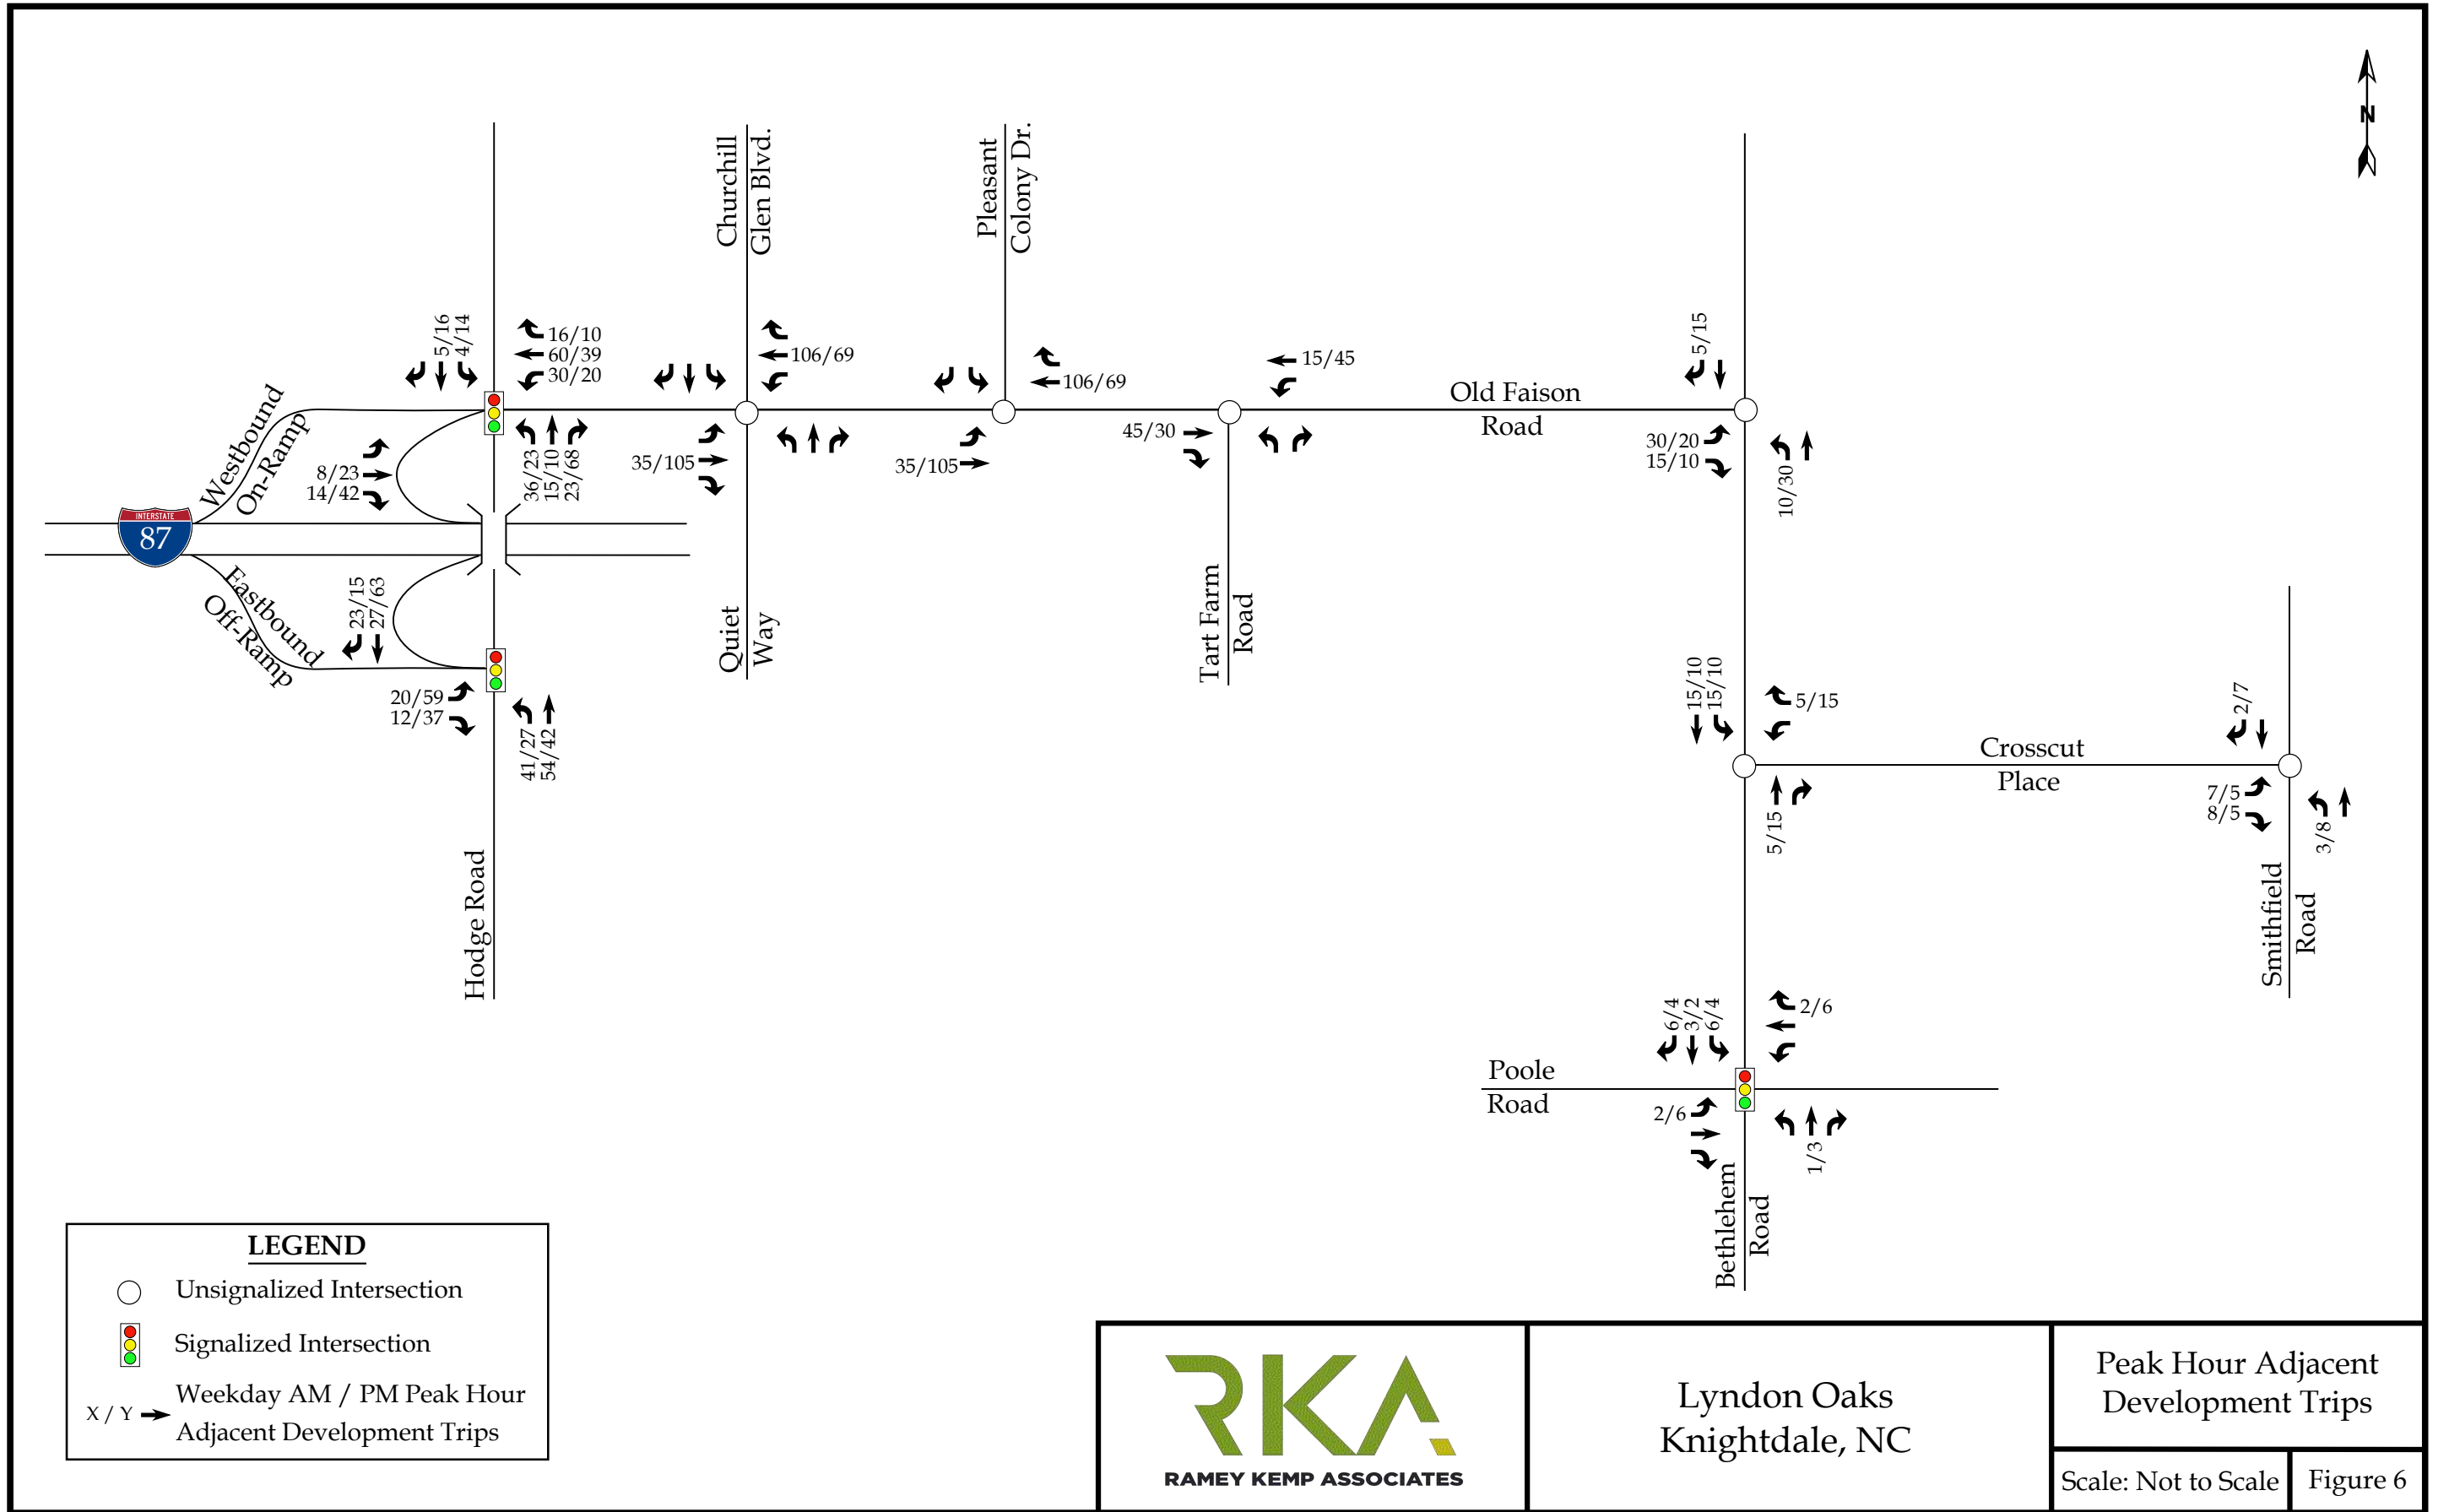 N
Churchill
Glen Blvd.
Pleasant
Colony Dr.
5/16
4/14
16/10
60/39
30/20
106/69
106/69
15/45
5/15
Old Faison
Road
Westbound
On-Ramp
8/23
14/42
36/23
15/10
23/68
35/105
35/105
45/30
30/20
15/10
10/30
INTERSTATE
87
Eastbound
Off-Ramp
23/15
27/63
20/59
12/37
41/27
54/42
Hodge Road
Quiet
Way
Tart Farm
Road
15/10
15/10
5/15
5/15
Crosscut
Place
2/7
7/5
8/5
3/8
Smithfield
Road
6/4
3/2
6/4
2/6
Poole
Road
2/6
1/3
Bethlehem
Road
LEGEND
Unsignalized Intersection
Signalized Intersection
X / Y
Weekday AM / PM Peak Hour
Adjacent Development Trips
RKA
RAMEY KEMP ASSOCIATES
Lyndon Oaks
Knightdale, NC
Peak Hour Adjacent
Development Trips
Scale: Not to Scale
Figure 6